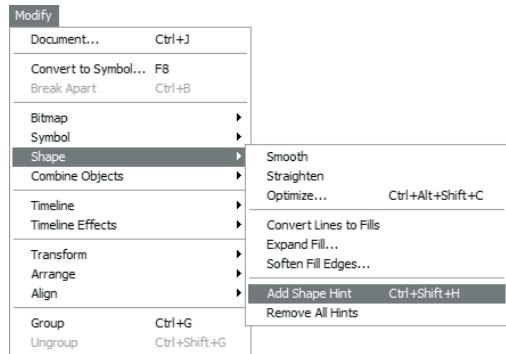 Modify
Document... Ctrl+J
Convert to Symbol... F8
Break Apart Ctrl+B
Bitmap
Symbol
Shape
Combine Objects
Timeline
Timeline Effects
Transform
Arrange
Align
Group Ctrl+G
Ungroup Ctrl+Shift+G
Smooth
Straighten
Optimize... Ctrl+Alt+Shift+C
Convert Lines to Fills
Expand Fill...
Soften Fill Edges...
Add Shape Hint Ctrl+Shift+H
Remove All Hints